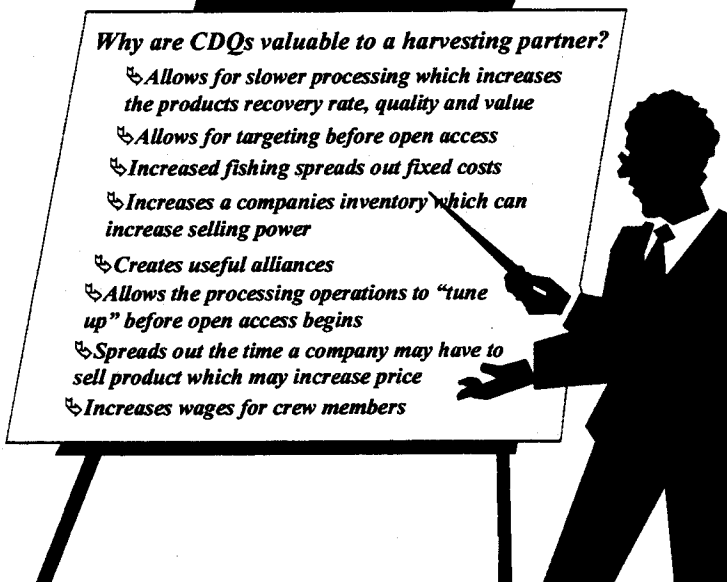 Why are CDQs valuable to a harvesting partner?
Allows for slower processing which increases
the products recovery rate, quality and value
Allows for targeting before open access
Increased fishing spreads out fixed costs
Increases a companies inventory which can
increase selling power
Creates useful alliances
Allows the processing operations to “tune
up” before open access begins
Spreads out the time a company may have to
sell product which may increase price
Increases wages for crew members